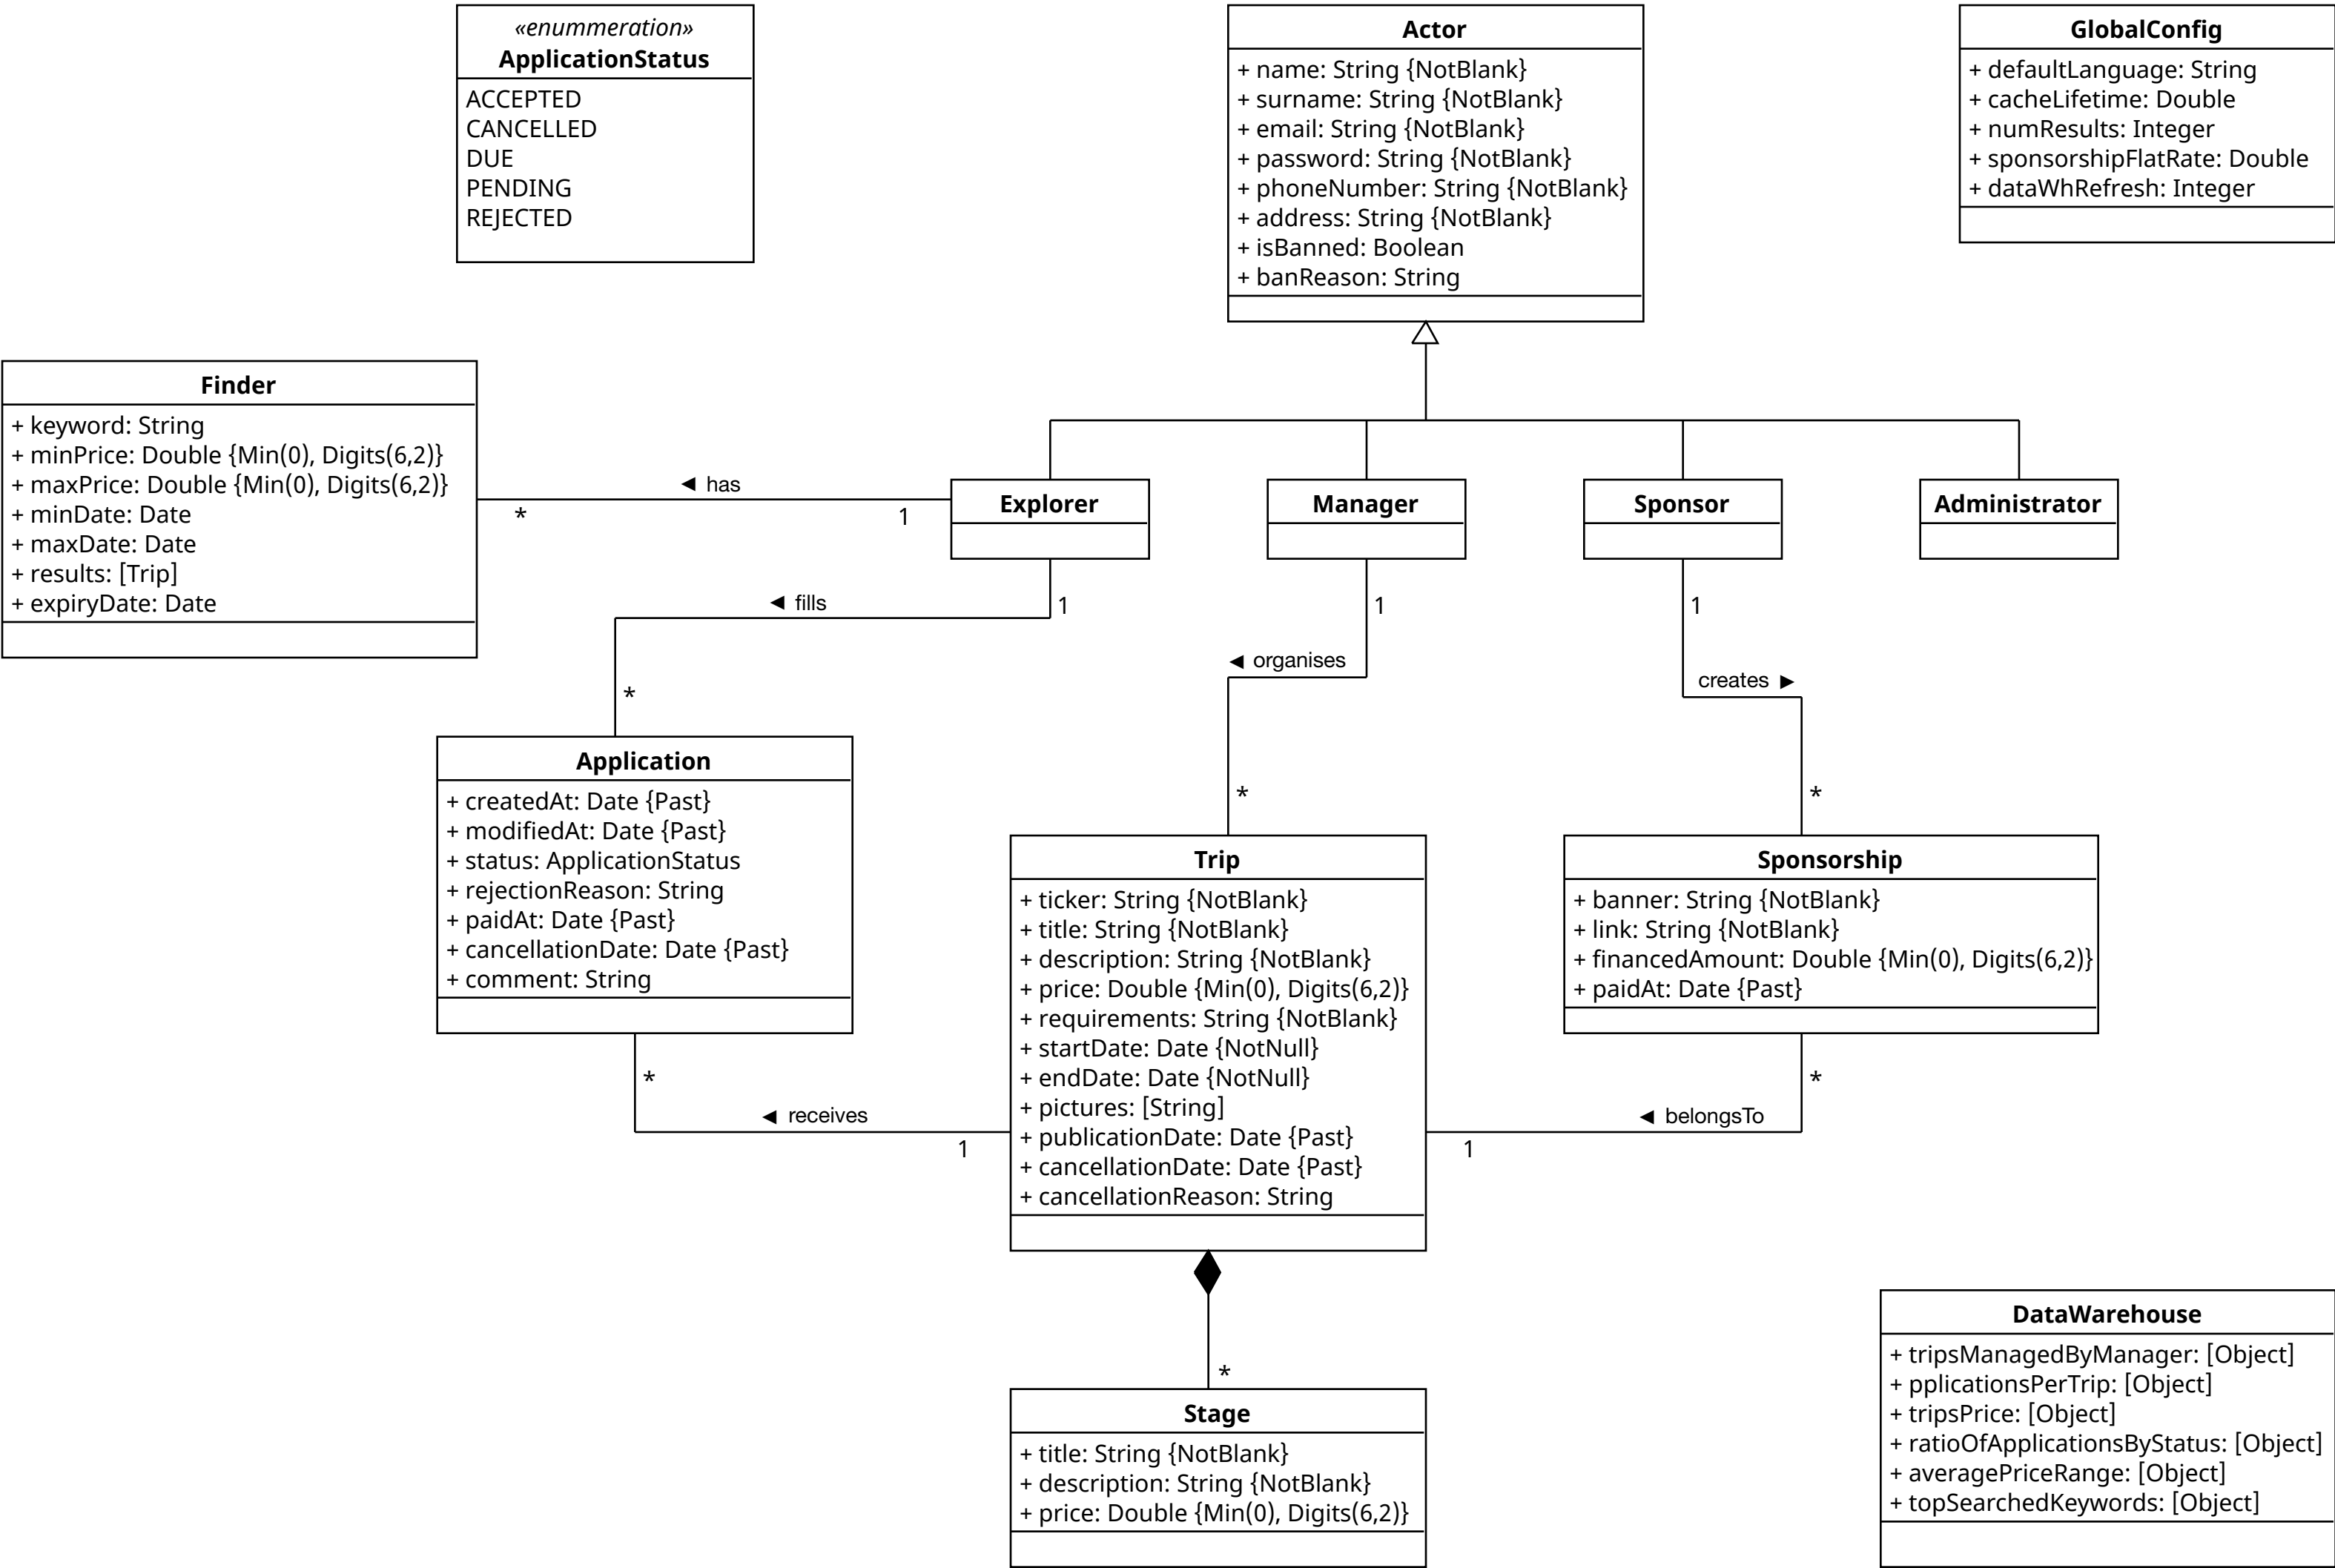 «enummeration»
ApplicationStatus
ACCEPTED
CANCELLED
DUE
PENDING
REJECTED
Actor
+ name: String {NotBlank}
+ surname: String {NotBlank}
+ email: String {NotBlank}
+ password: String {NotBlank}
+ phoneNumber: String {NotBlank}
+ address: String {NotBlank}
+ isBanned: Boolean
+ banReason: String
GlobalConfig
+ defaultLanguage: String
+ cacheLifetime: Double
+ numResults: Integer
+ sponsorshipFlatRate: Double
+ dataWhRefresh: Integer
Finder
+ keyword: String
+ minPrice: Double {Min(0), Digits(6,2)}
+ maxPrice: Double {Min(0), Digits(6,2)}
+ minDate: Date
+ maxDate: Date
+ results: [Trip]
+ expiryDate: Date
◄ has
*
1
Explorer
Manager
Sponsor
Administrator
◄ fills
1
*
◄ organises
1
*
creates ►
1
*
Application
+ createdAt: Date {Past}
+ modifiedAt: Date {Past}
+ status: ApplicationStatus
+ rejectionReason: String
+ paidAt: Date {Past}
+ cancellationDate: Date {Past}
+ comment: String
Trip
+ ticker: String {NotBlank}
+ title: String {NotBlank}
+ description: String {NotBlank}
+ price: Double {Min(0), Digits(6,2)}
+ requirements: String {NotBlank}
+ startDate: Date {NotNull}
+ endDate: Date {NotNull}
+ pictures: [String]
+ publicationDate: Date {Past}
+ cancellationDate: Date {Past}
+ cancellationReason: String
Sponsorship
+ banner: String {NotBlank}
+ link: String {NotBlank}
+ financedAmount: Double {Min(0), Digits(6,2)}
+ paidAt: Date {Past}
*
◄ receives
1
*
◄ belongsTo
1
*
Stage
+ title: String {NotBlank}
+ description: String {NotBlank}
+ price: Double {Min(0), Digits(6,2)}
DataWarehouse
+ tripsManagedByManager: [Object]
+ pplicationsPerTrip: [Object]
+ tripsPrice: [Object]
+ ratioOfApplicationsByStatus: [Object]
+ averagePriceRange: [Object]
+ topSearchedKeywords: [Object]